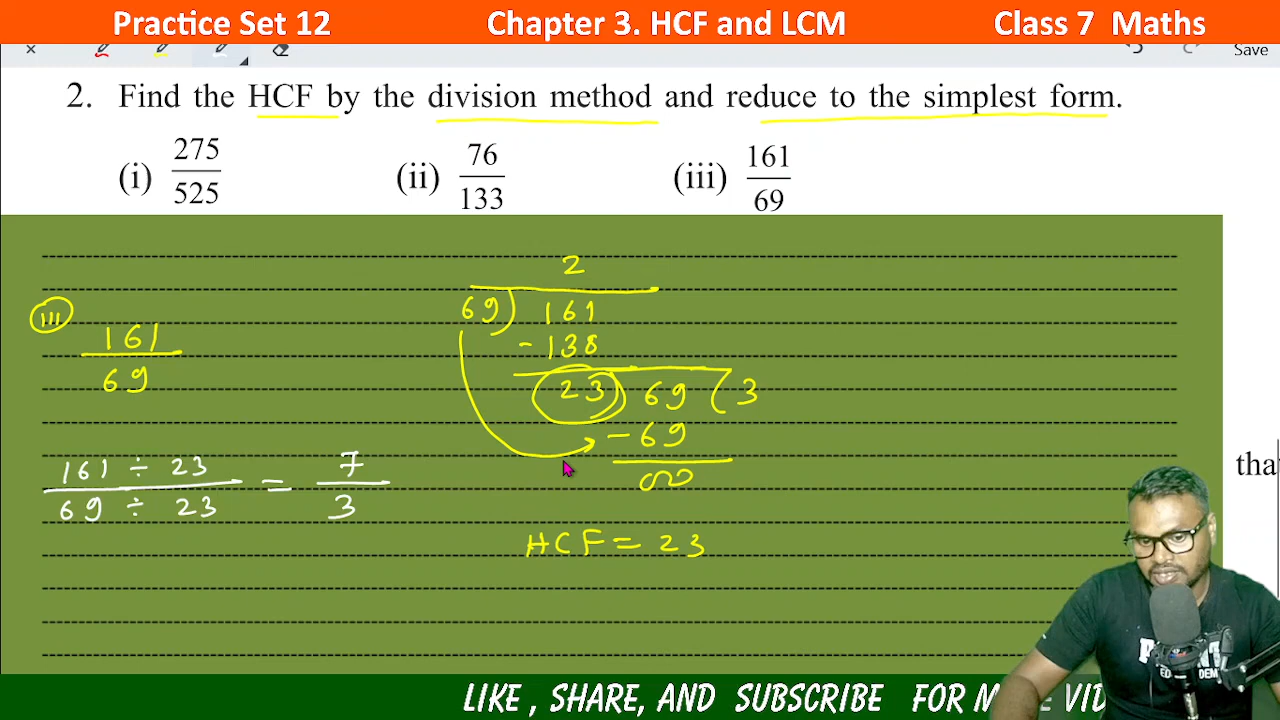 Practice Set 12 Chapter 3. HCF and LCM Class 7 Maths
Save
2. Find the HCF by the division method and reduce to the simplest form.
(i) 275/525 (ii) 76/133 (iii) 161/69
2
iii 69 ) 161
161/69 - 138
23 ) 69 ( 3
- 69
00
161 ÷ 23 / 69 ÷ 23 = 7/3
HCF = 23
tha
LIKE , SHARE, AND SUBSCRIBE FOR M